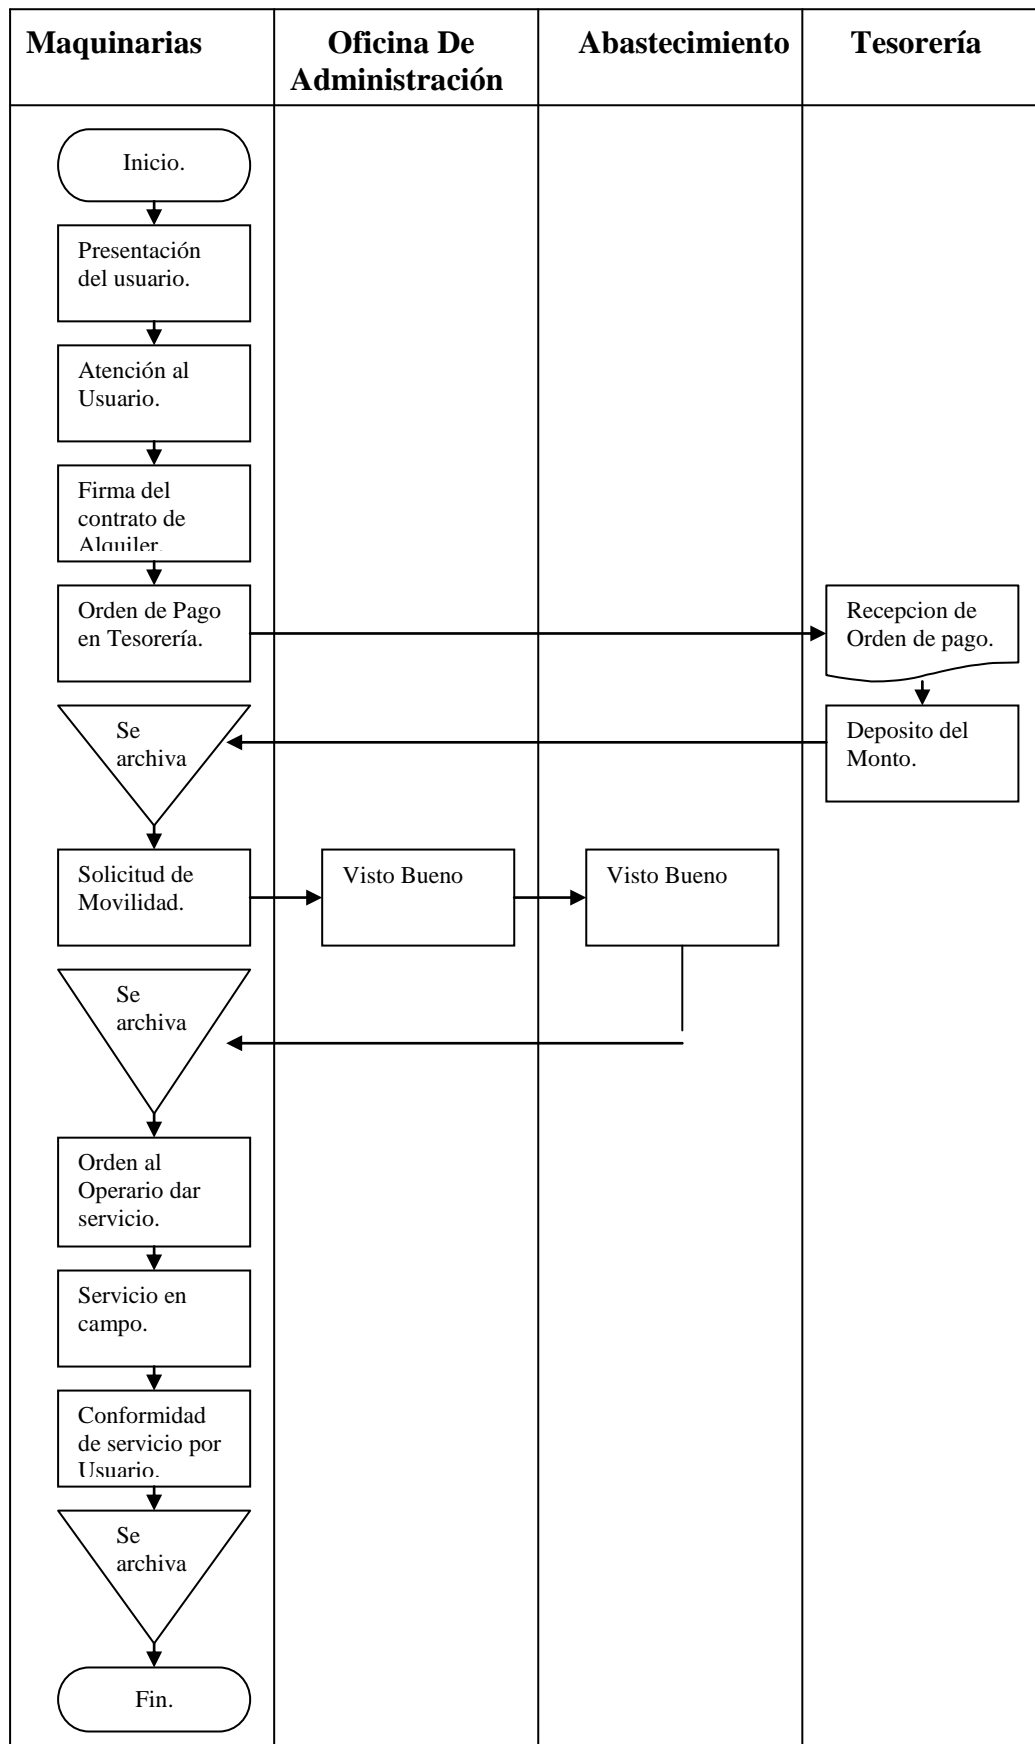 Maquinarias
Oficina De
Administración
Abastecimiento
Tesorería
Inicio.
Presentación
del usuario.
Atención al
Usuario.
Firma del
contrato de
Alquiler.
Orden de Pago
en Tesorería.
Recepcion de
Orden de pago.
Se
archiva
Deposito del
Monto.
Solicitud de
Movilidad.
Visto Bueno
Visto Bueno
Se
archiva
Orden al
Operario dar
servicio.
Servicio en
campo.
Conformidad
de servicio por
Usuario.
Se
archiva
Fin.